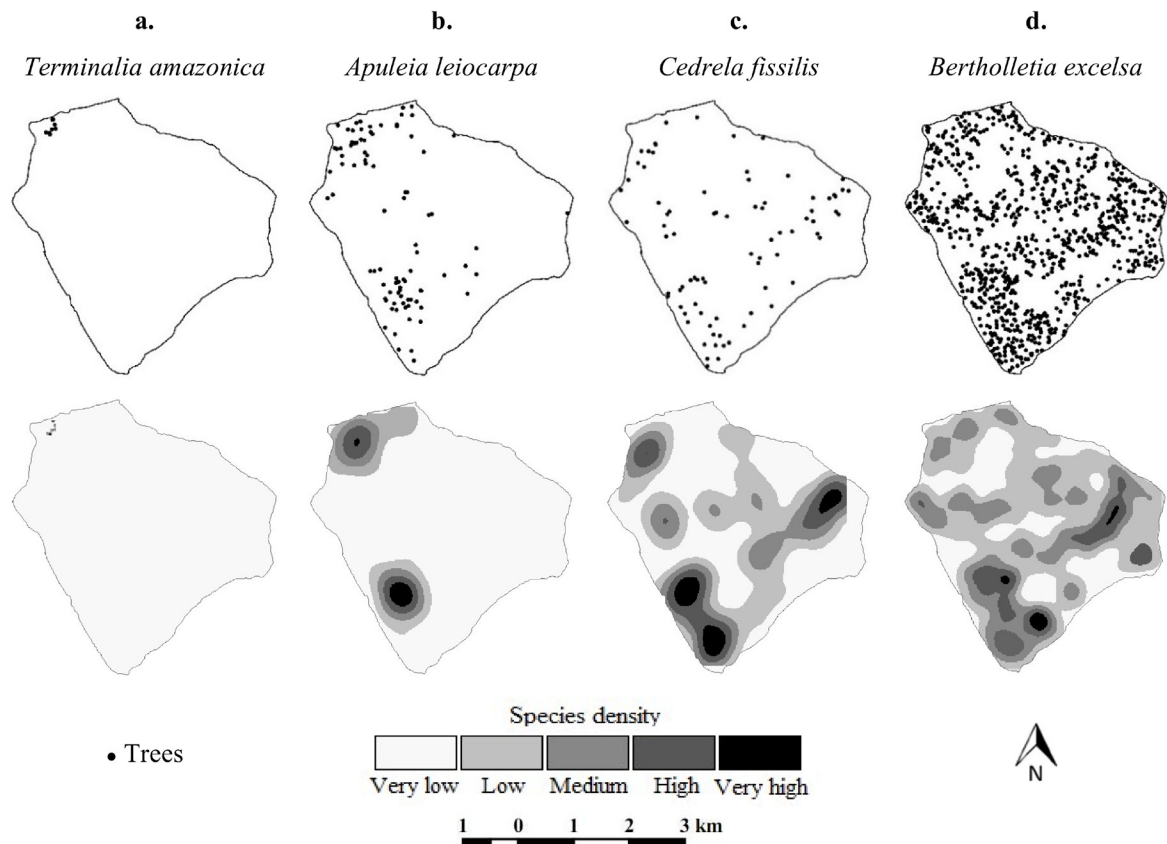 a. b. c. d.
Terminalia amazonica Apuleia leiocarpa Cedrela fissilis Bertholletia excelsa
Species density
• Trees
Very low Low Medium High Very high
N
1 0 1 2 3 km